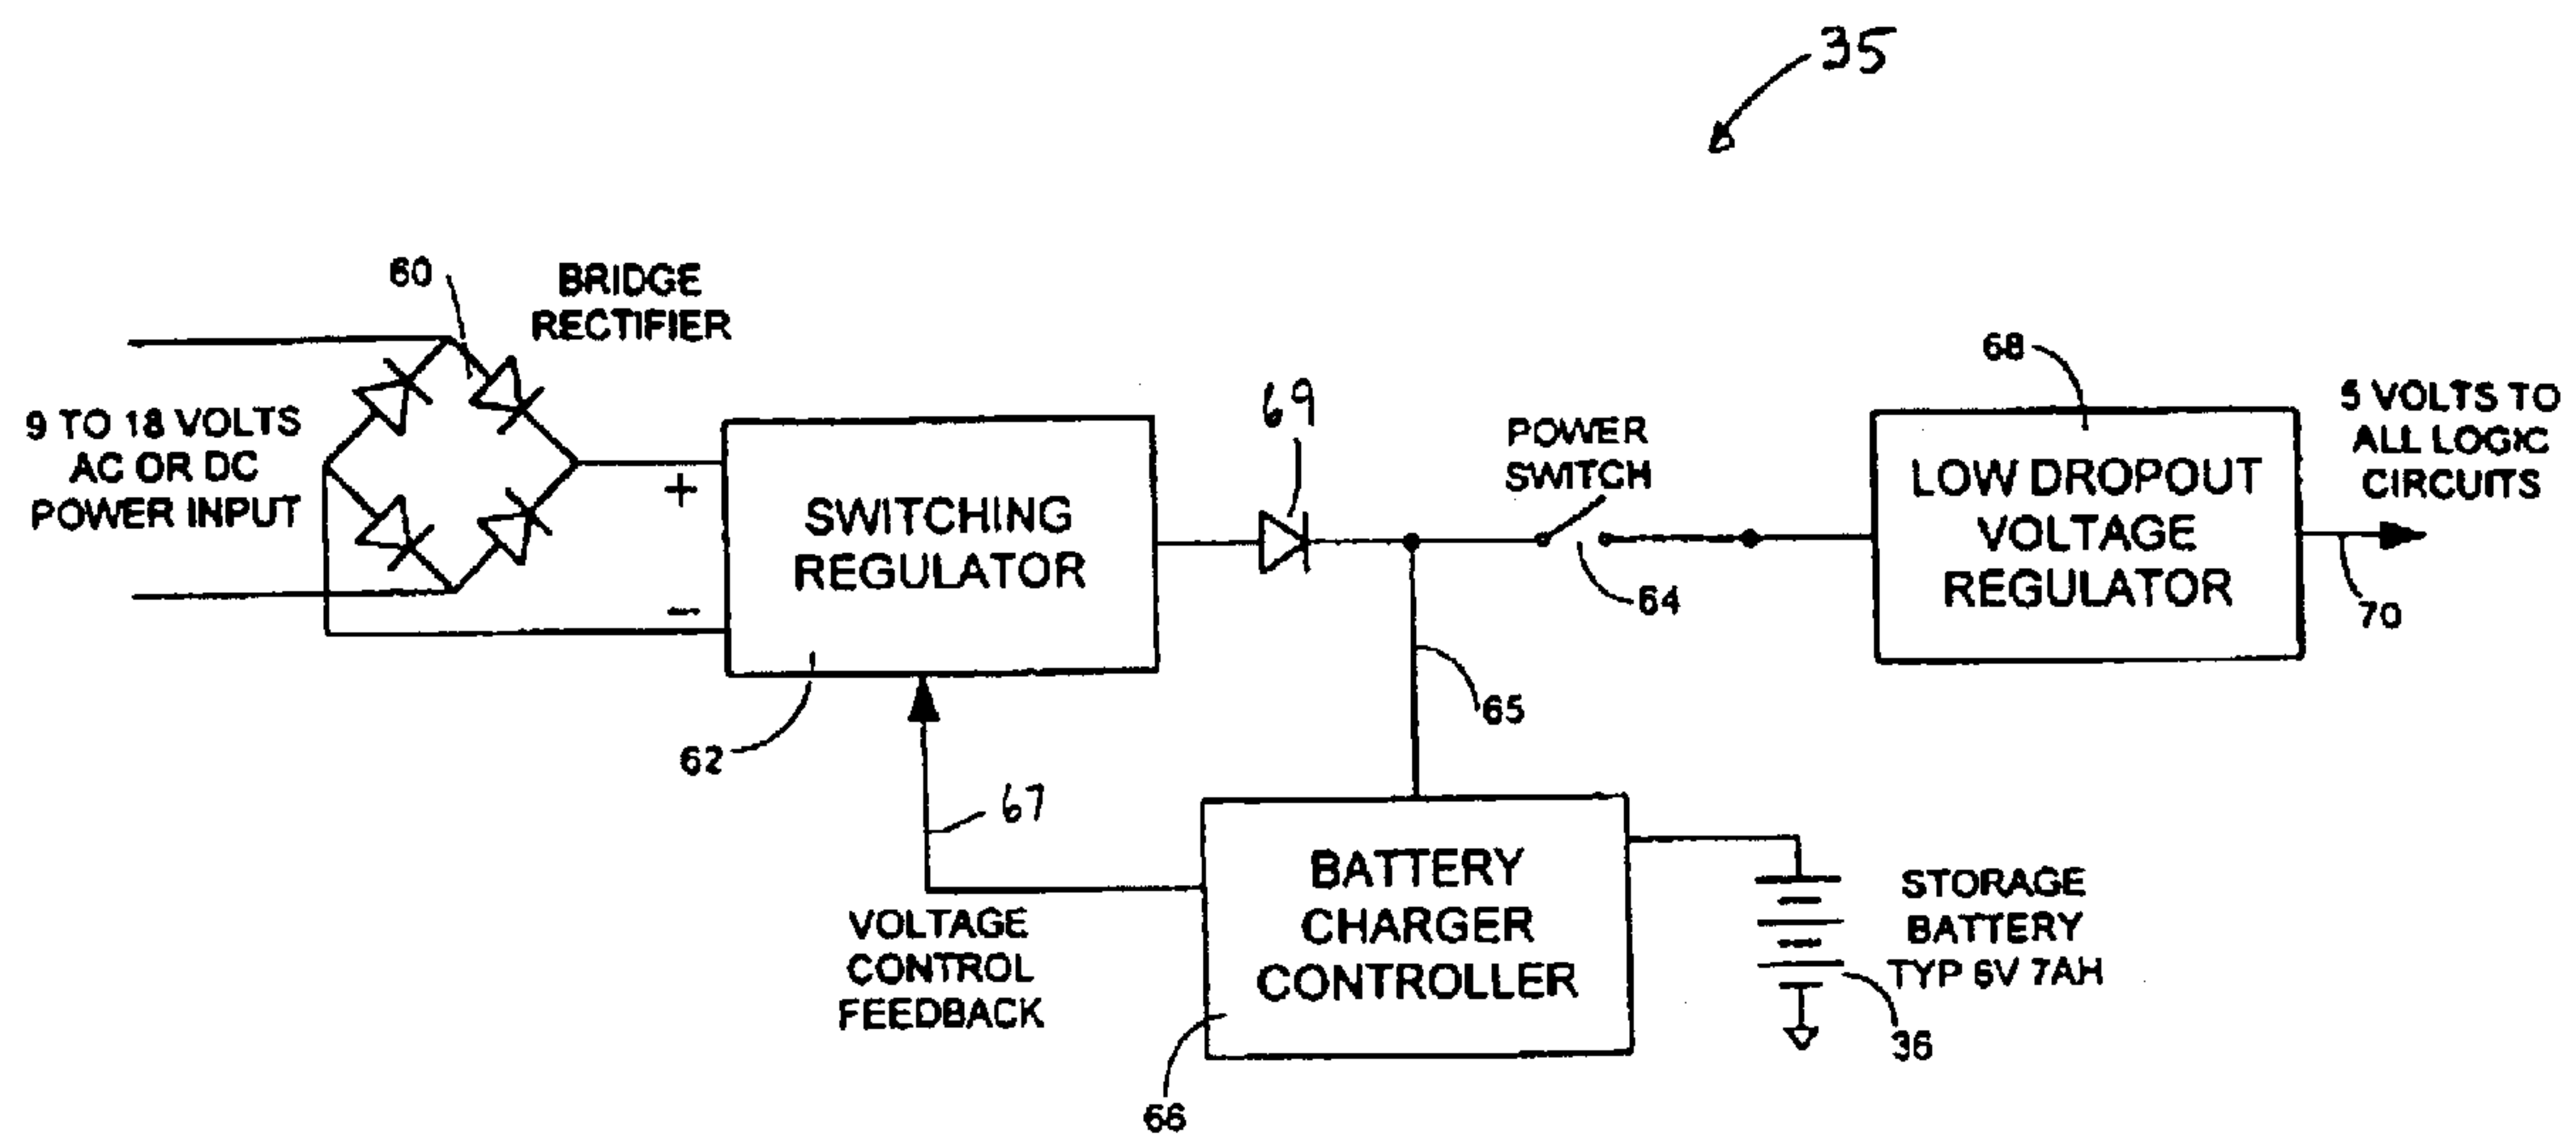 35
60
BRIDGE
RECTIFIER
9 TO 18 VOLTS
AC OR DC
POWER INPUT
+
−
SWITCHING
REGULATOR
62
69
POWER
SWITCH
64
68
LOW DROPOUT
VOLTAGE
REGULATOR
5 VOLTS TO
ALL LOGIC
CIRCUITS
70
65
67
VOLTAGE
CONTROL
FEEDBACK
BATTERY
CHARGER
CONTROLLER
66
STORAGE
BATTERY
TYP 6V 7AH
36